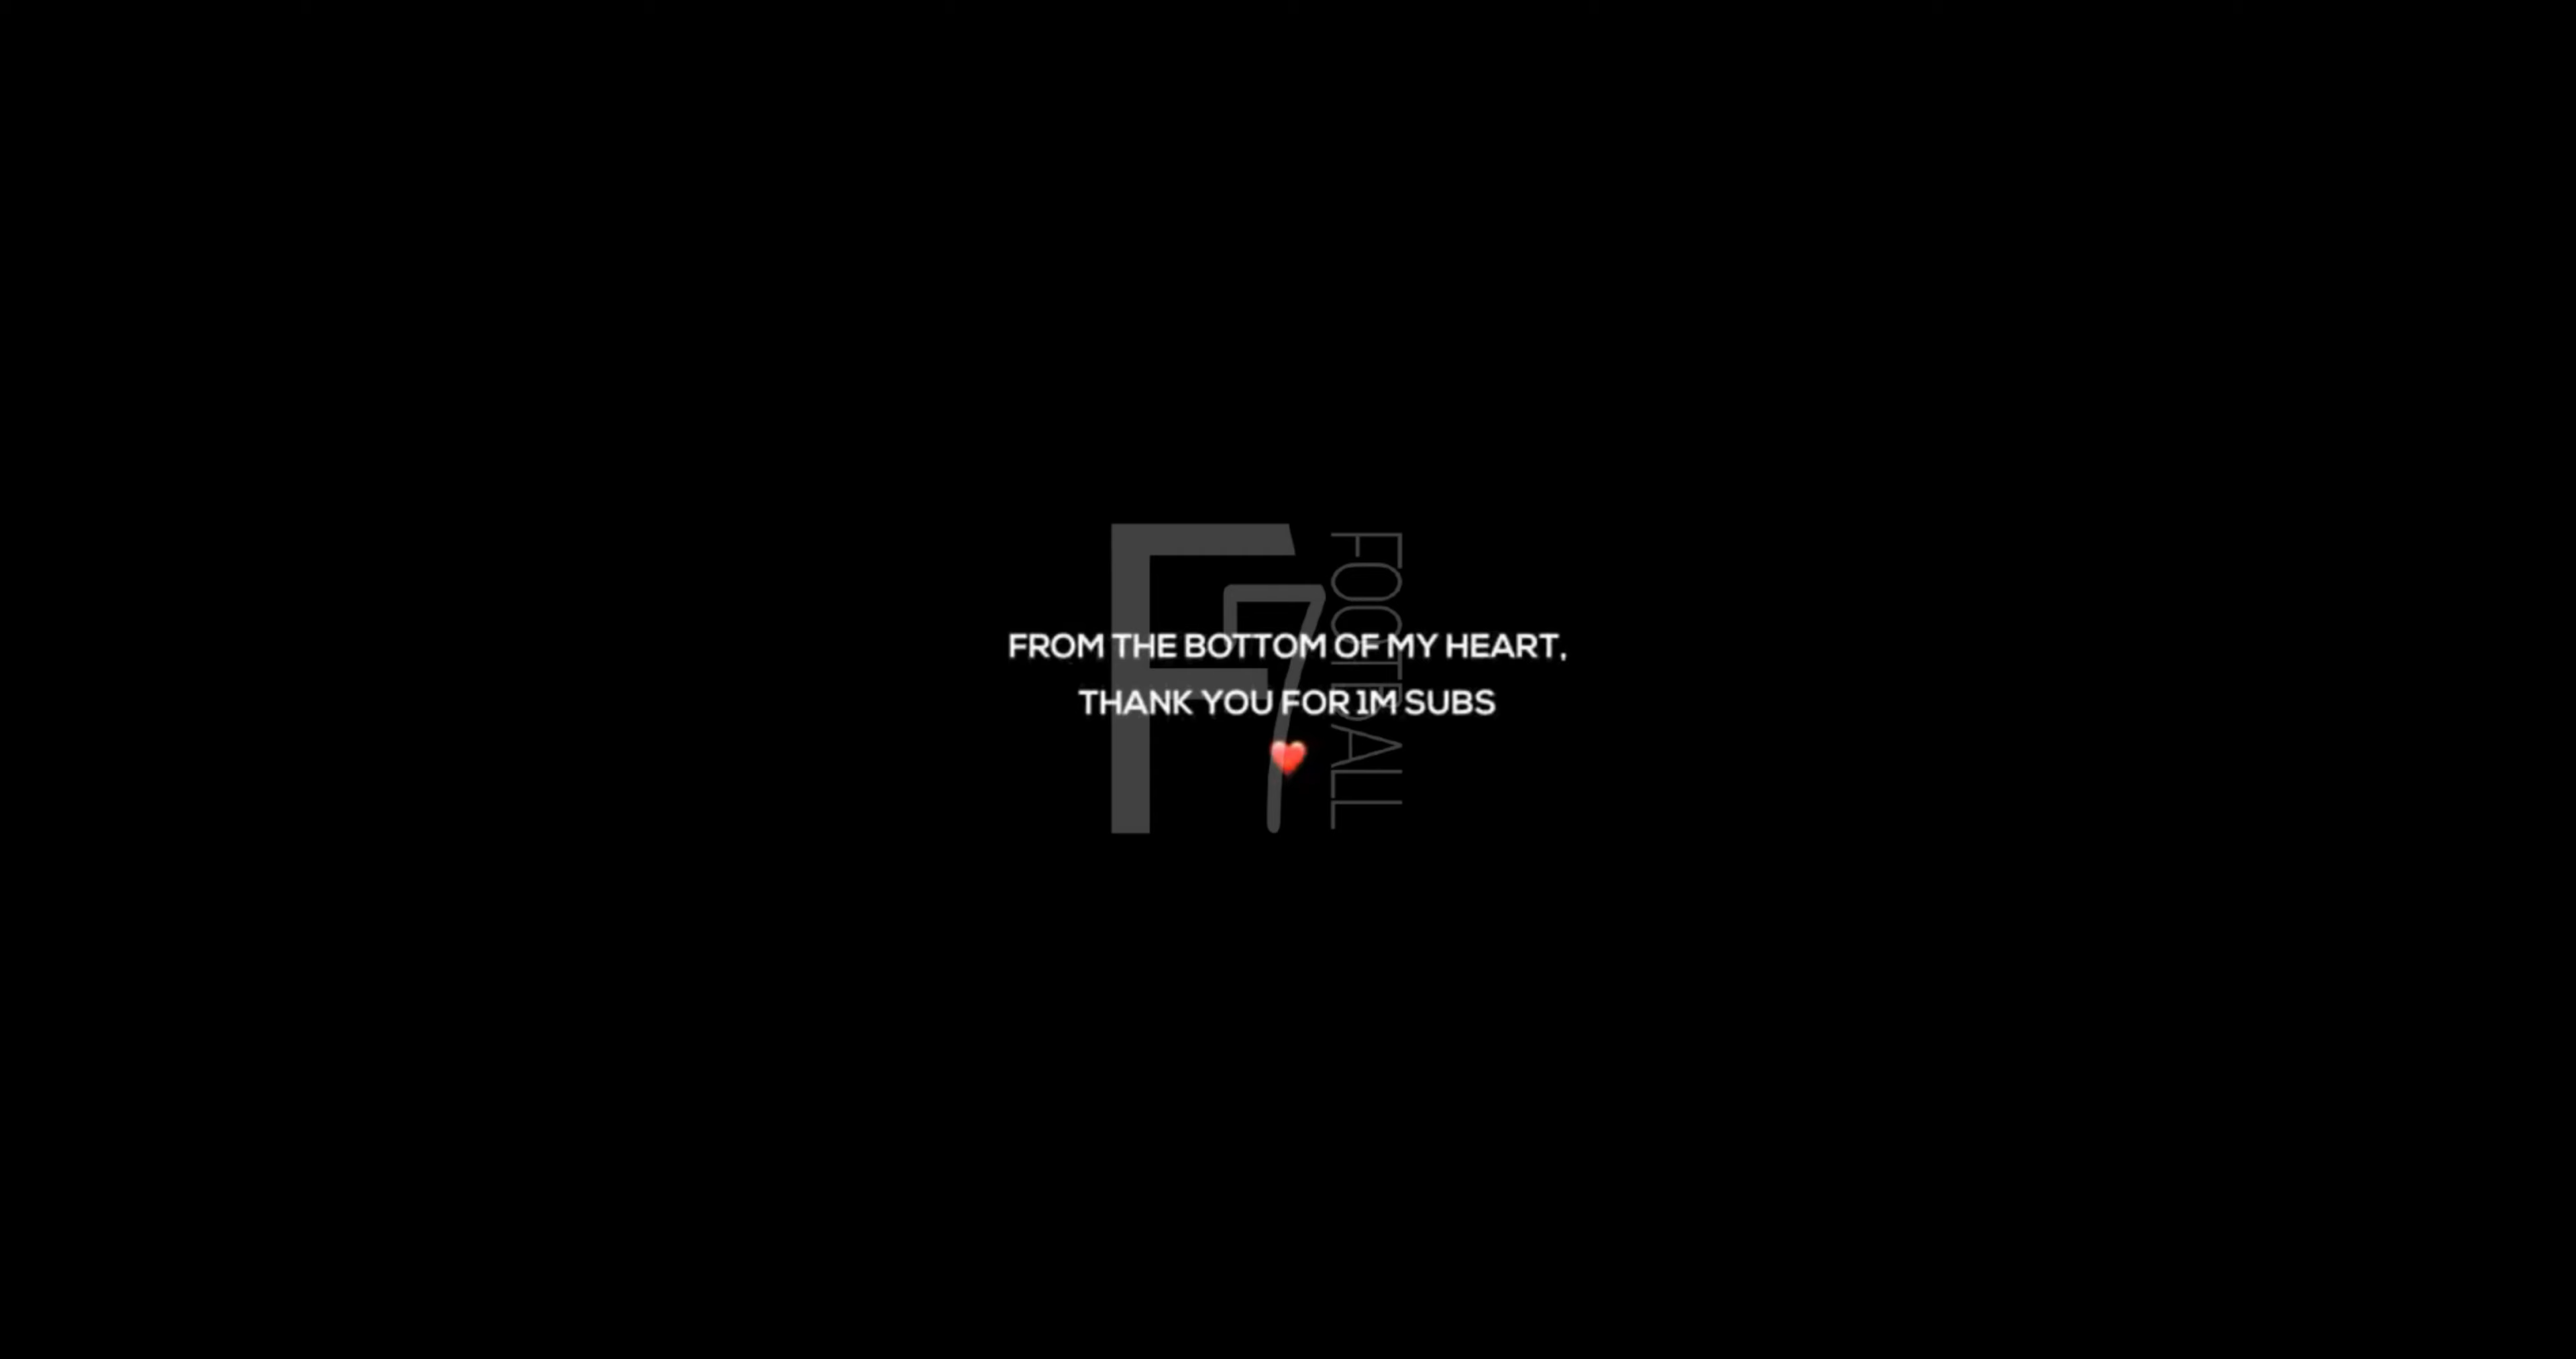 F7
FOOTBALL
FROM THE BOTTOM OF MY HEART,
THANK YOU FOR 1M SUBS
❤️